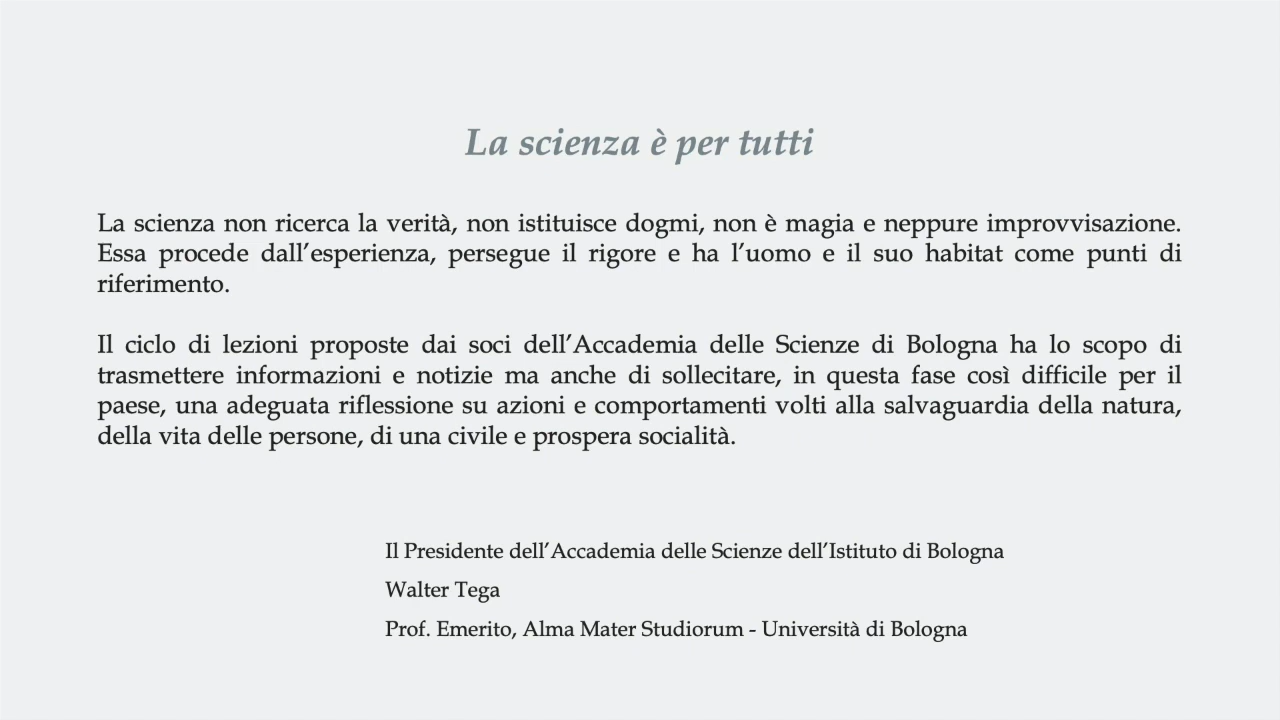 La scienza è per tutti
La scienza non ricerca la verità, non istituisce dogmi, non è magia e neppure improvvisazione.
Essa procede dall’esperienza, persegue il rigore e ha l’uomo e il suo habitat come punti di
riferimento.
Il ciclo di lezioni proposte dai soci dell’Accademia delle Scienze di Bologna ha lo scopo di
trasmettere informazioni e notizie ma anche di sollecitare, in questa fase così difficile per il
paese, una adeguata riflessione su azioni e comportamenti volti alla salvaguardia della natura,
della vita delle persone, di una civile e prospera socialità.
Il Presidente dell’Accademia delle Scienze dell’Istituto di Bologna
Walter Tega
Prof. Emerito, Alma Mater Studiorum - Università di Bologna